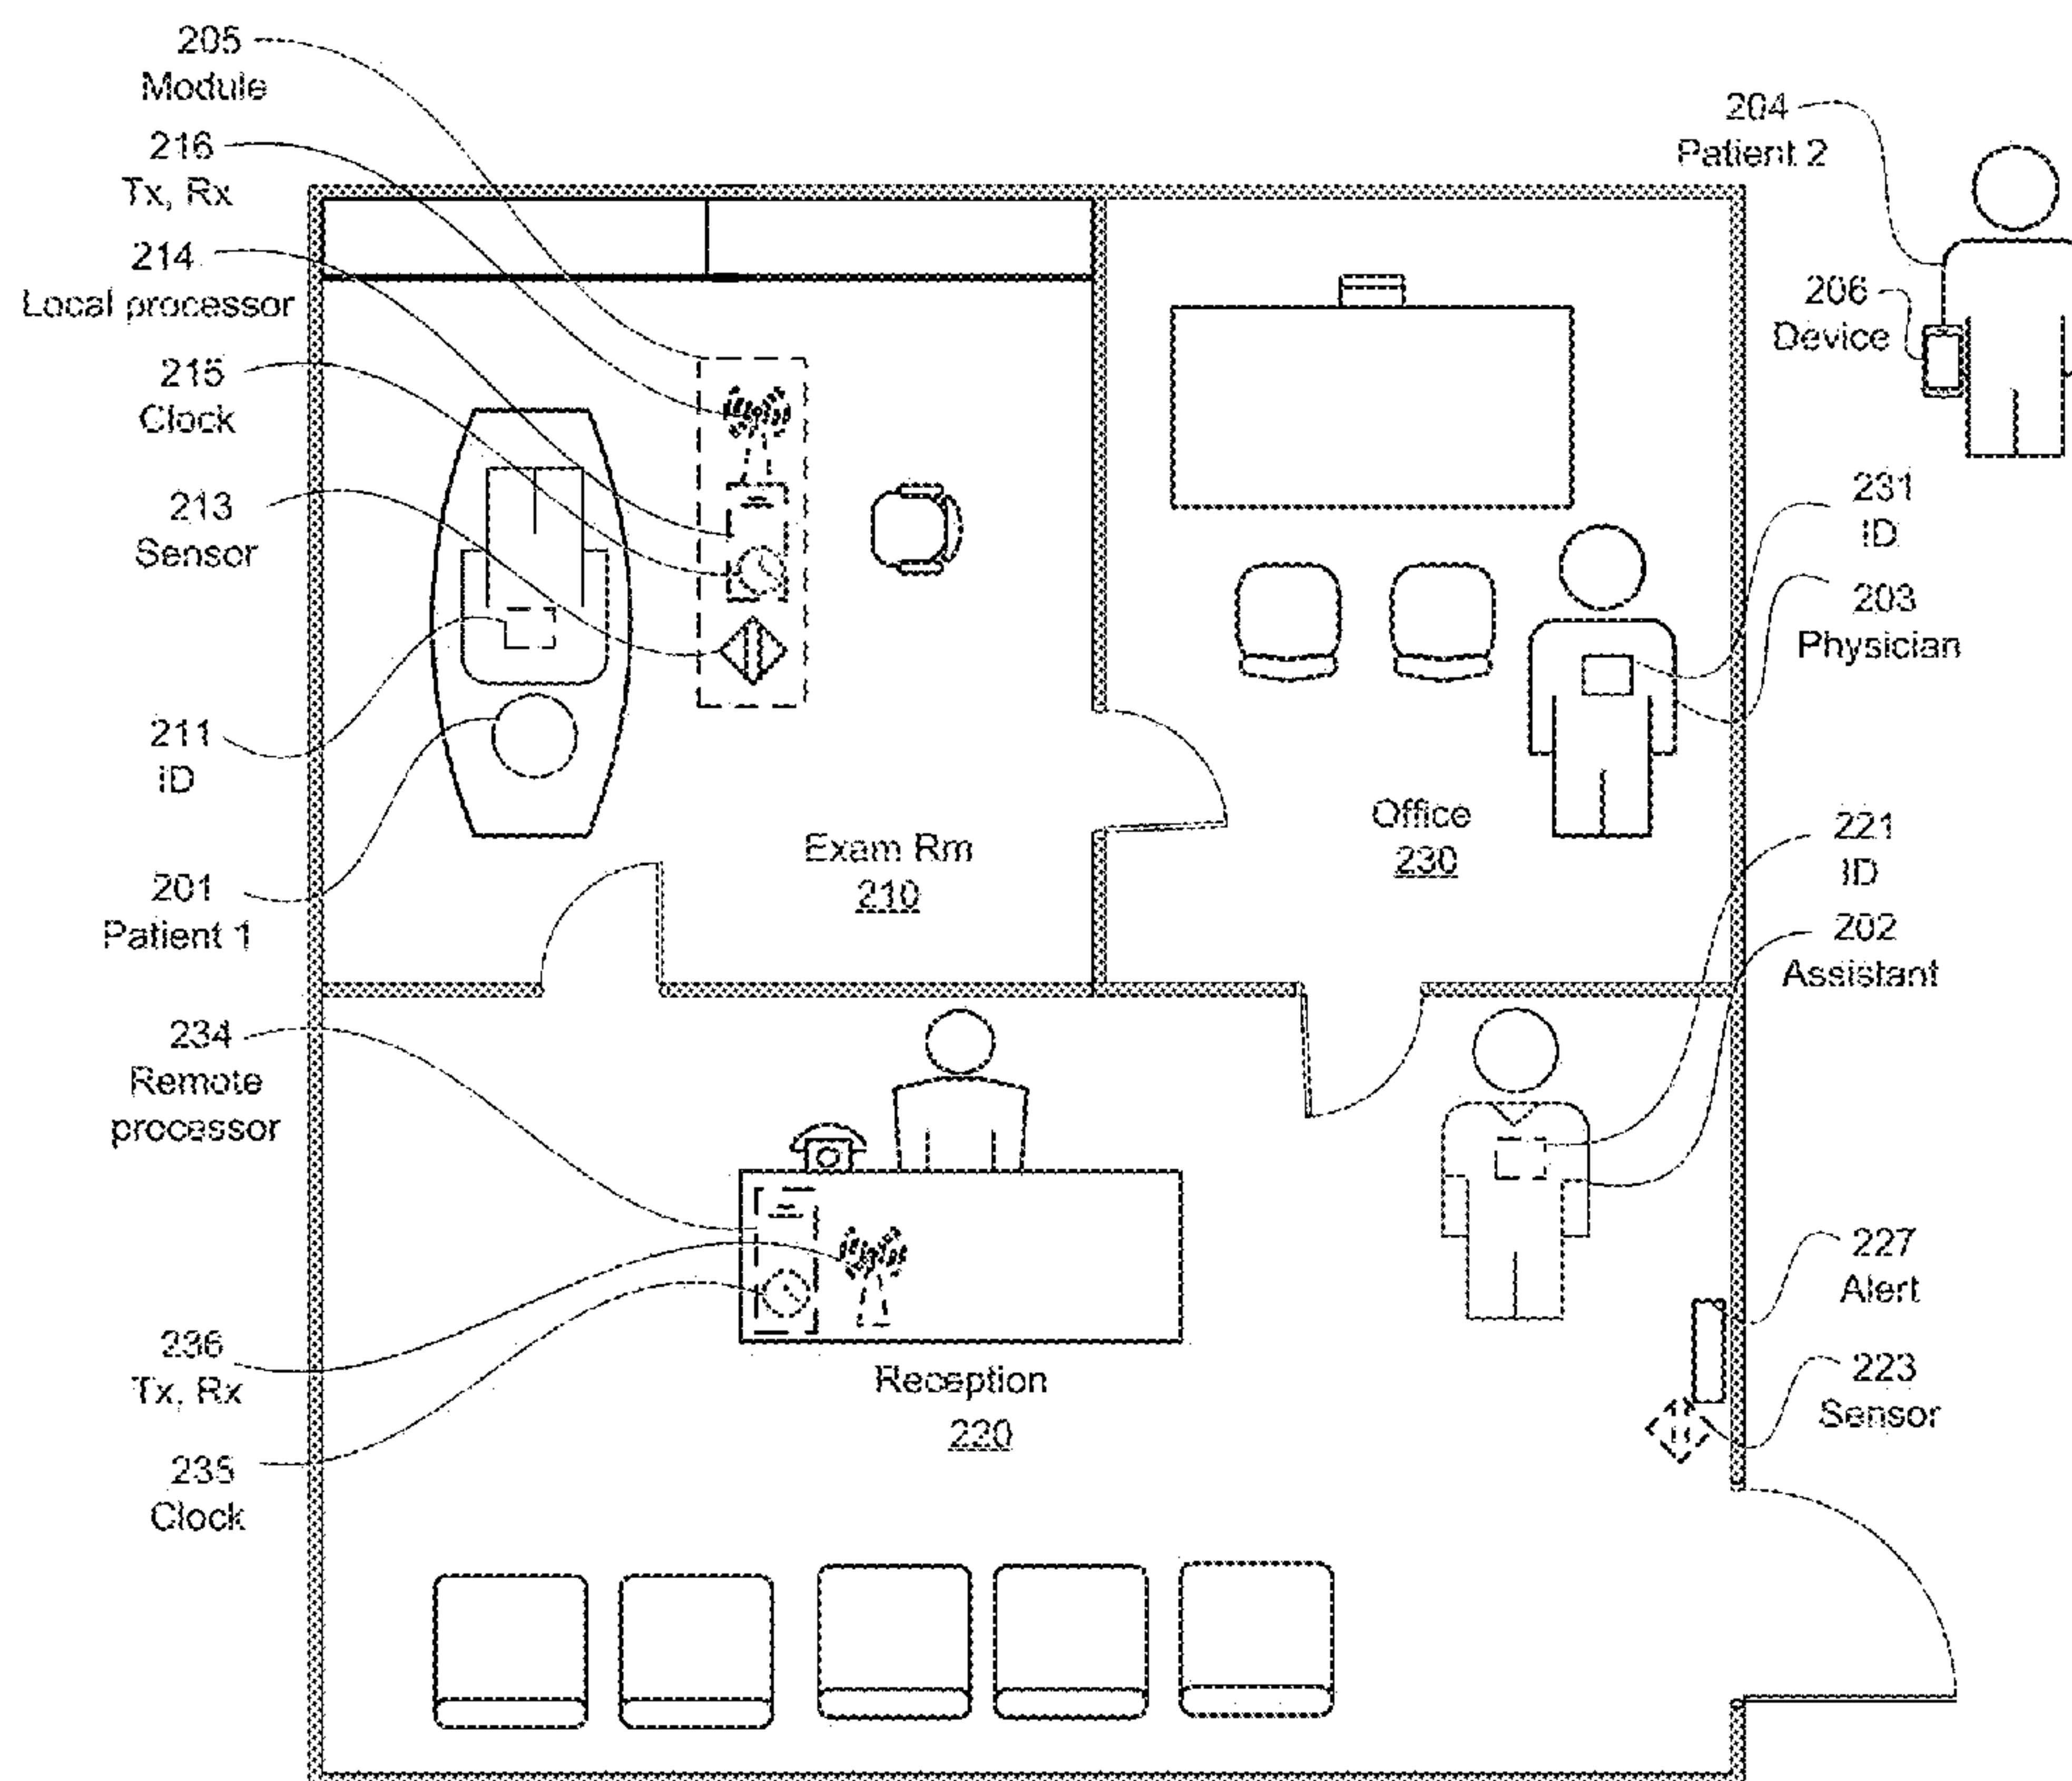 205
Module
216
Tx, Rx
214
Local processor
215
Clock
213
Sensor
211
ID
201
Patient 1
234
Remote
processor
236
Tx, Rx
235
Clock
Exam Rm
210
Office
230
Reception
220
204
Patient 2
206
Device
231
ID
203
Physician
221
ID
202
Assistant
227
Alert
223
Sensor